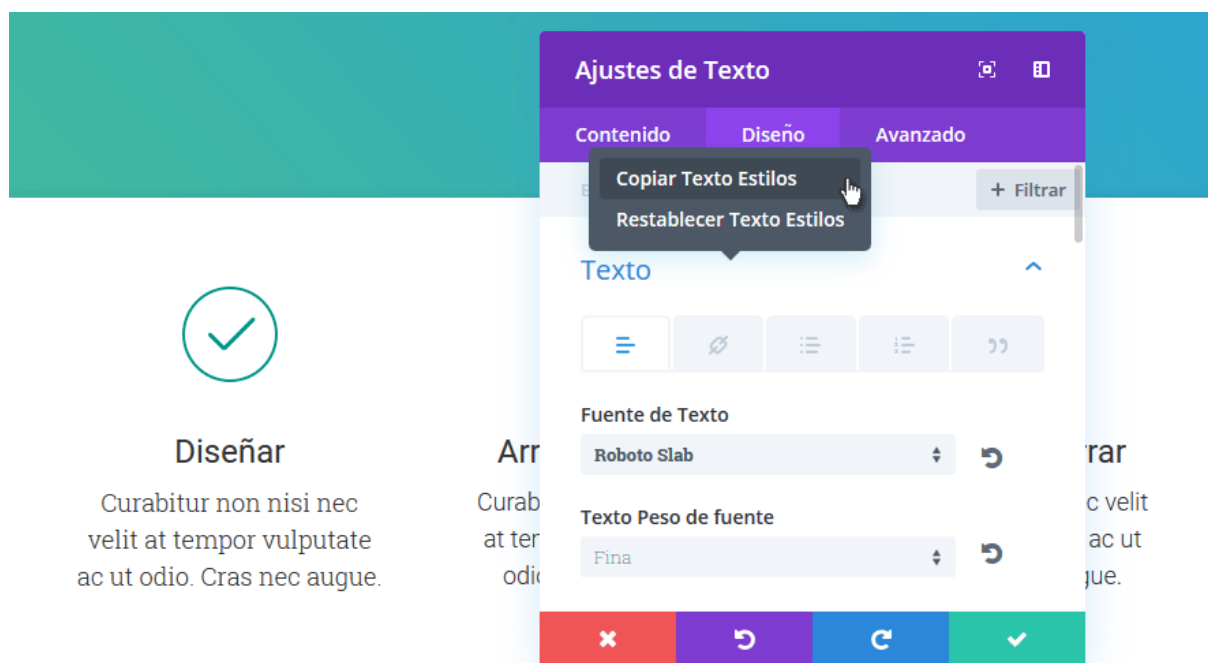 Ajustes de Texto
Contenido
Diseño
Avanzado
Copiar Texto Estilos
Restablecer Texto Estilos
+ Filtrar
Texto
Fuente de Texto
Roboto Slab
Texto Peso de fuente
Fina
Diseñar
Curabitur non nisi nec
velit at tempor vulputate
ac ut odio. Cras nec augue.
Arr
Curab
at ter
odi
rar
c velit
ac ut
gue.